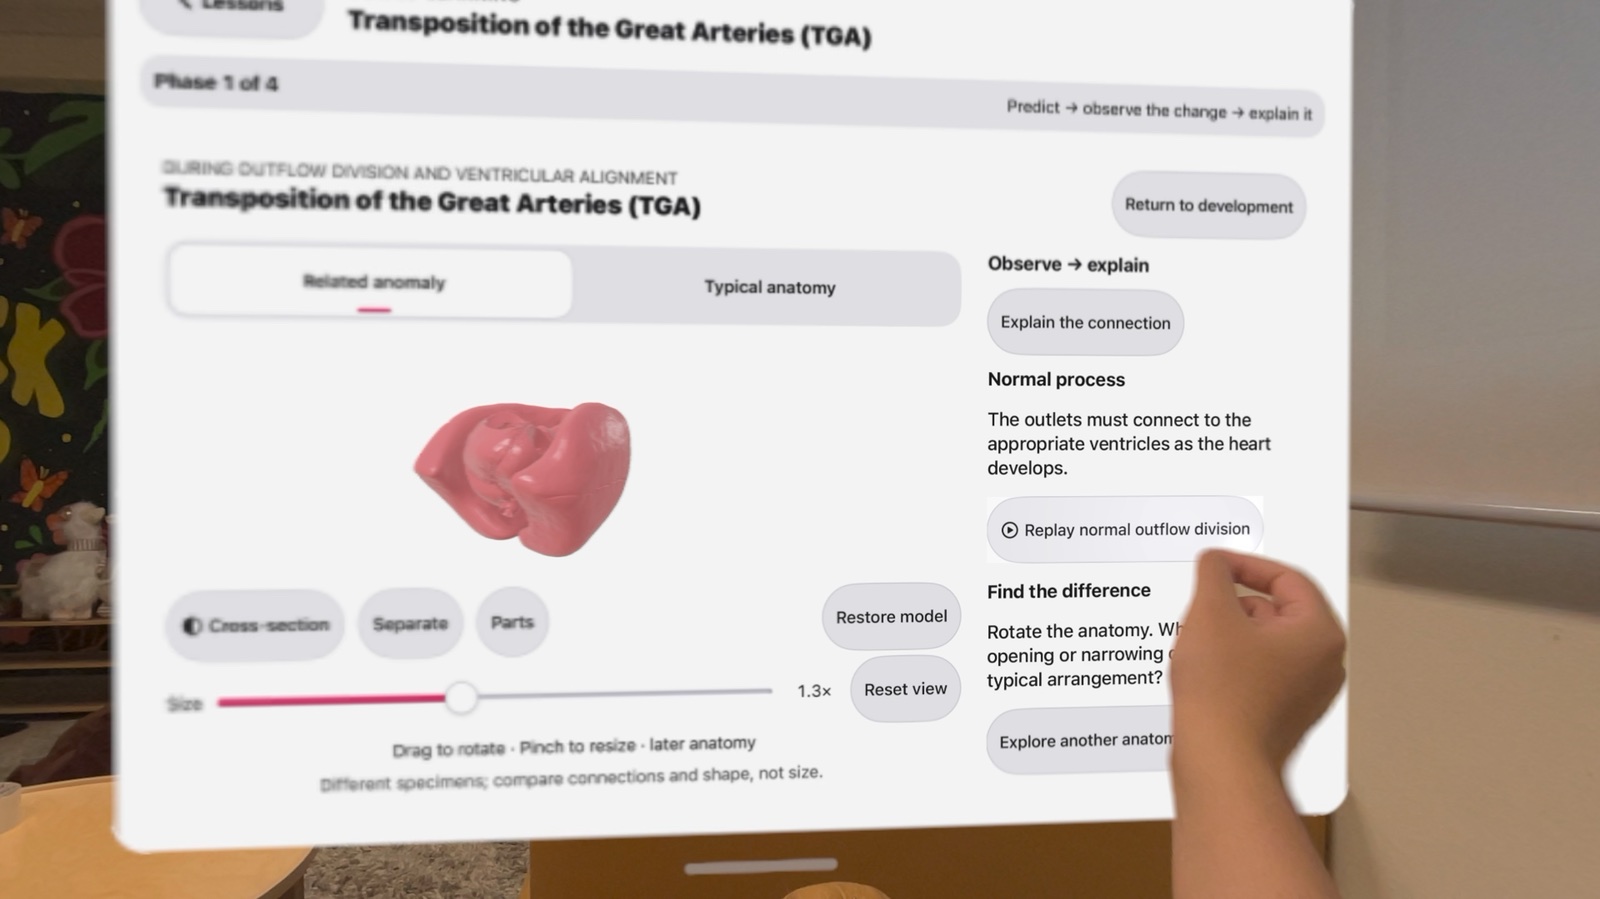 Lessons
Transposition of the Great Arteries (TGA)
Phase 1 of 4
Predict → observe the change → explain it
DURING OUTFLOW DIVISION AND VENTRICULAR ALIGNMENT
Transposition of the Great Arteries (TGA)
Return to development
Related anomaly
Typical anatomy
Observe → explain
Explain the connection
Normal process
The outlets must connect to the
appropriate ventricles as the heart
develops.
Replay normal outflow division
Find the difference
Rotate the anatomy.
opening or narrowing
typical arrangement?
Explore another
Cross-section
Separate
Parts
Restore model
Size
1.3×
Reset view
Drag to rotate · Pinch to resize · later anatomy
Different specimens; compare connections and shape, not size.